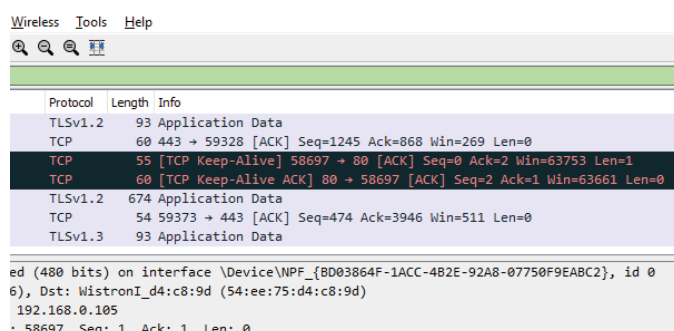 Wireless Tools Help
Protocol Length Info
TLSv1.2 93 Application Data
TCP 60 443 → 59328 [ACK] Seq=1245 Ack=868 Win=269 Len=0
TCP 55 [TCP Keep-Alive] 58697 → 80 [ACK] Seq=0 Ack=2 Win=63753 Len=1
TCP 60 [TCP Keep-Alive ACK] 80 → 58697 [ACK] Seq=2 Ack=1 Win=63661 Len=0
TLSv1.2 674 Application Data
TCP 54 59373 → 443 [ACK] Seq=474 Ack=3946 Win=511 Len=0
TLSv1.3 93 Application Data
ed (480 bits) on interface \Device\NPF_{BD03864F-1ACC-4B2E-92A8-07750F9EABC2}, id 0
6), Dst: WistronI_d4:c8:9d (54:ee:75:d4:c8:9d)
192.168.0.105
: 58697, Seq: 1, Ack: 1, Len: 0